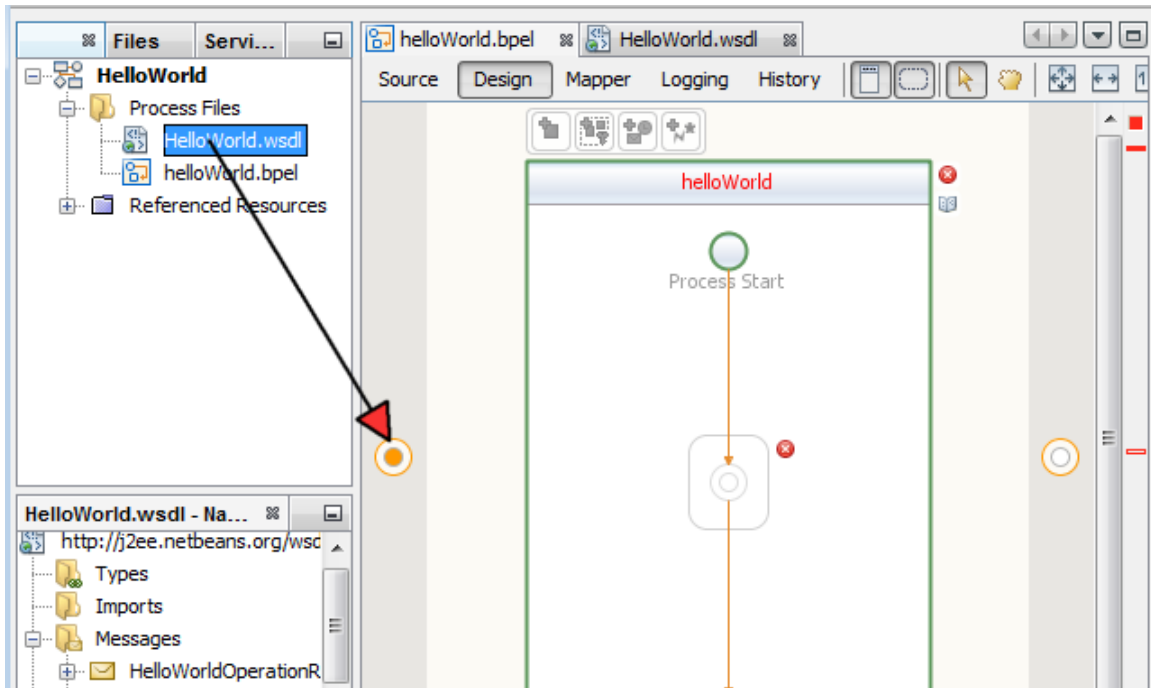 Files Servi...
HelloWorld
Process Files
HelloWorld.wsdl
helloWorld.bpel
Referenced Resources
HelloWorld.wsdl - Na...
http://j2ee.netbeans.org/wsd
Types
Imports
Messages
HelloWorldOperationR
helloWorld.bpel HelloWorld.wsdl
Source Design Mapper Logging History 1
helloWorld
Process Start